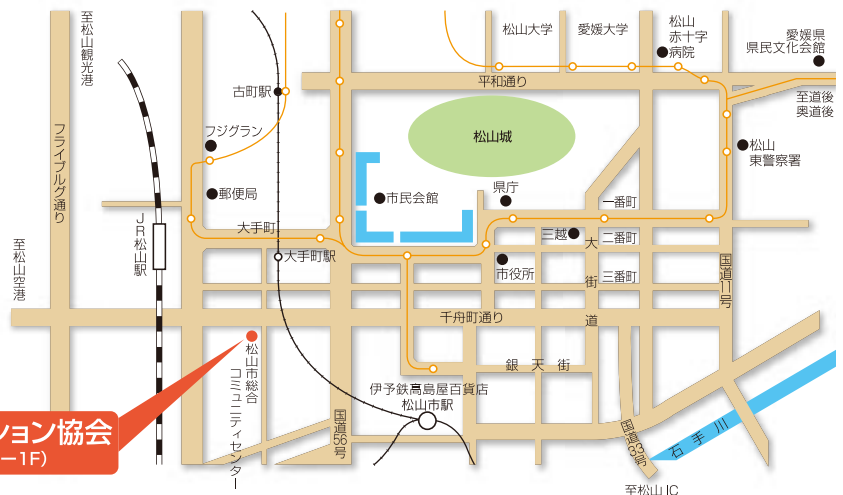 至松山観光港
フライブルグ通り
至松山空港
JR松山駅
古町駅
フジグラン
郵便局
大手町
大手町駅
松山大学
愛媛大学
松山
赤十字
病院
愛媛県
県民文化会館
平和通り
至道後
奥道後
松山城
松山
東警察署
市民会館
県庁
一番町
三越
二番町
大街道
市役所
三番町
国道11号
千舟町通り
銀天街
松山市総合
コミュニティセンター
伊予鉄高島屋百貨店
松山市駅
国道56号
国道33号
石手川
至松山IC
ション協会
ー1F）